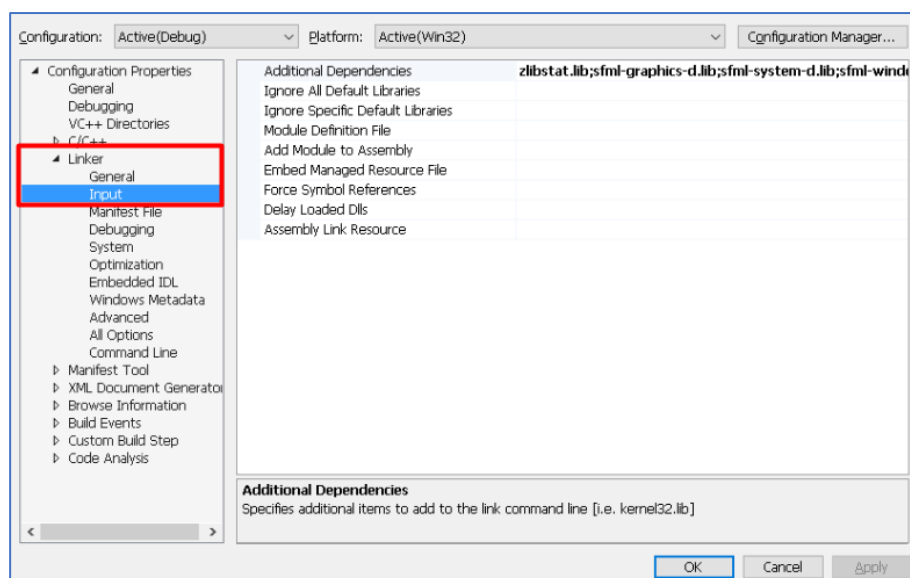 Configuration: Active(Debug) Platform: Active(Win32) Configuration Manager...
Configuration Properties
General
Debugging
VC++ Directories
C/C++
Linker
General
Input
Manifest File
Debugging
System
Optimization
Embedded IDL
Windows Metadata
Advanced
All Options
Command Line
Manifest Tool
XML Document Generator
Browse Information
Build Events
Custom Build Step
Code Analysis
Additional Dependencies zlibstat.lib;sfml-graphics-d.lib;sfml-system-d.lib;sfml-wind
Ignore All Default Libraries
Ignore Specific Default Libraries
Module Definition File
Add Module to Assembly
Embed Managed Resource File
Force Symbol References
Delay Loaded Dlls
Assembly Link Resource
Additional Dependencies
Specifies additional items to add to the link command line [i.e. kernel32.lib]
OK Cancel Apply